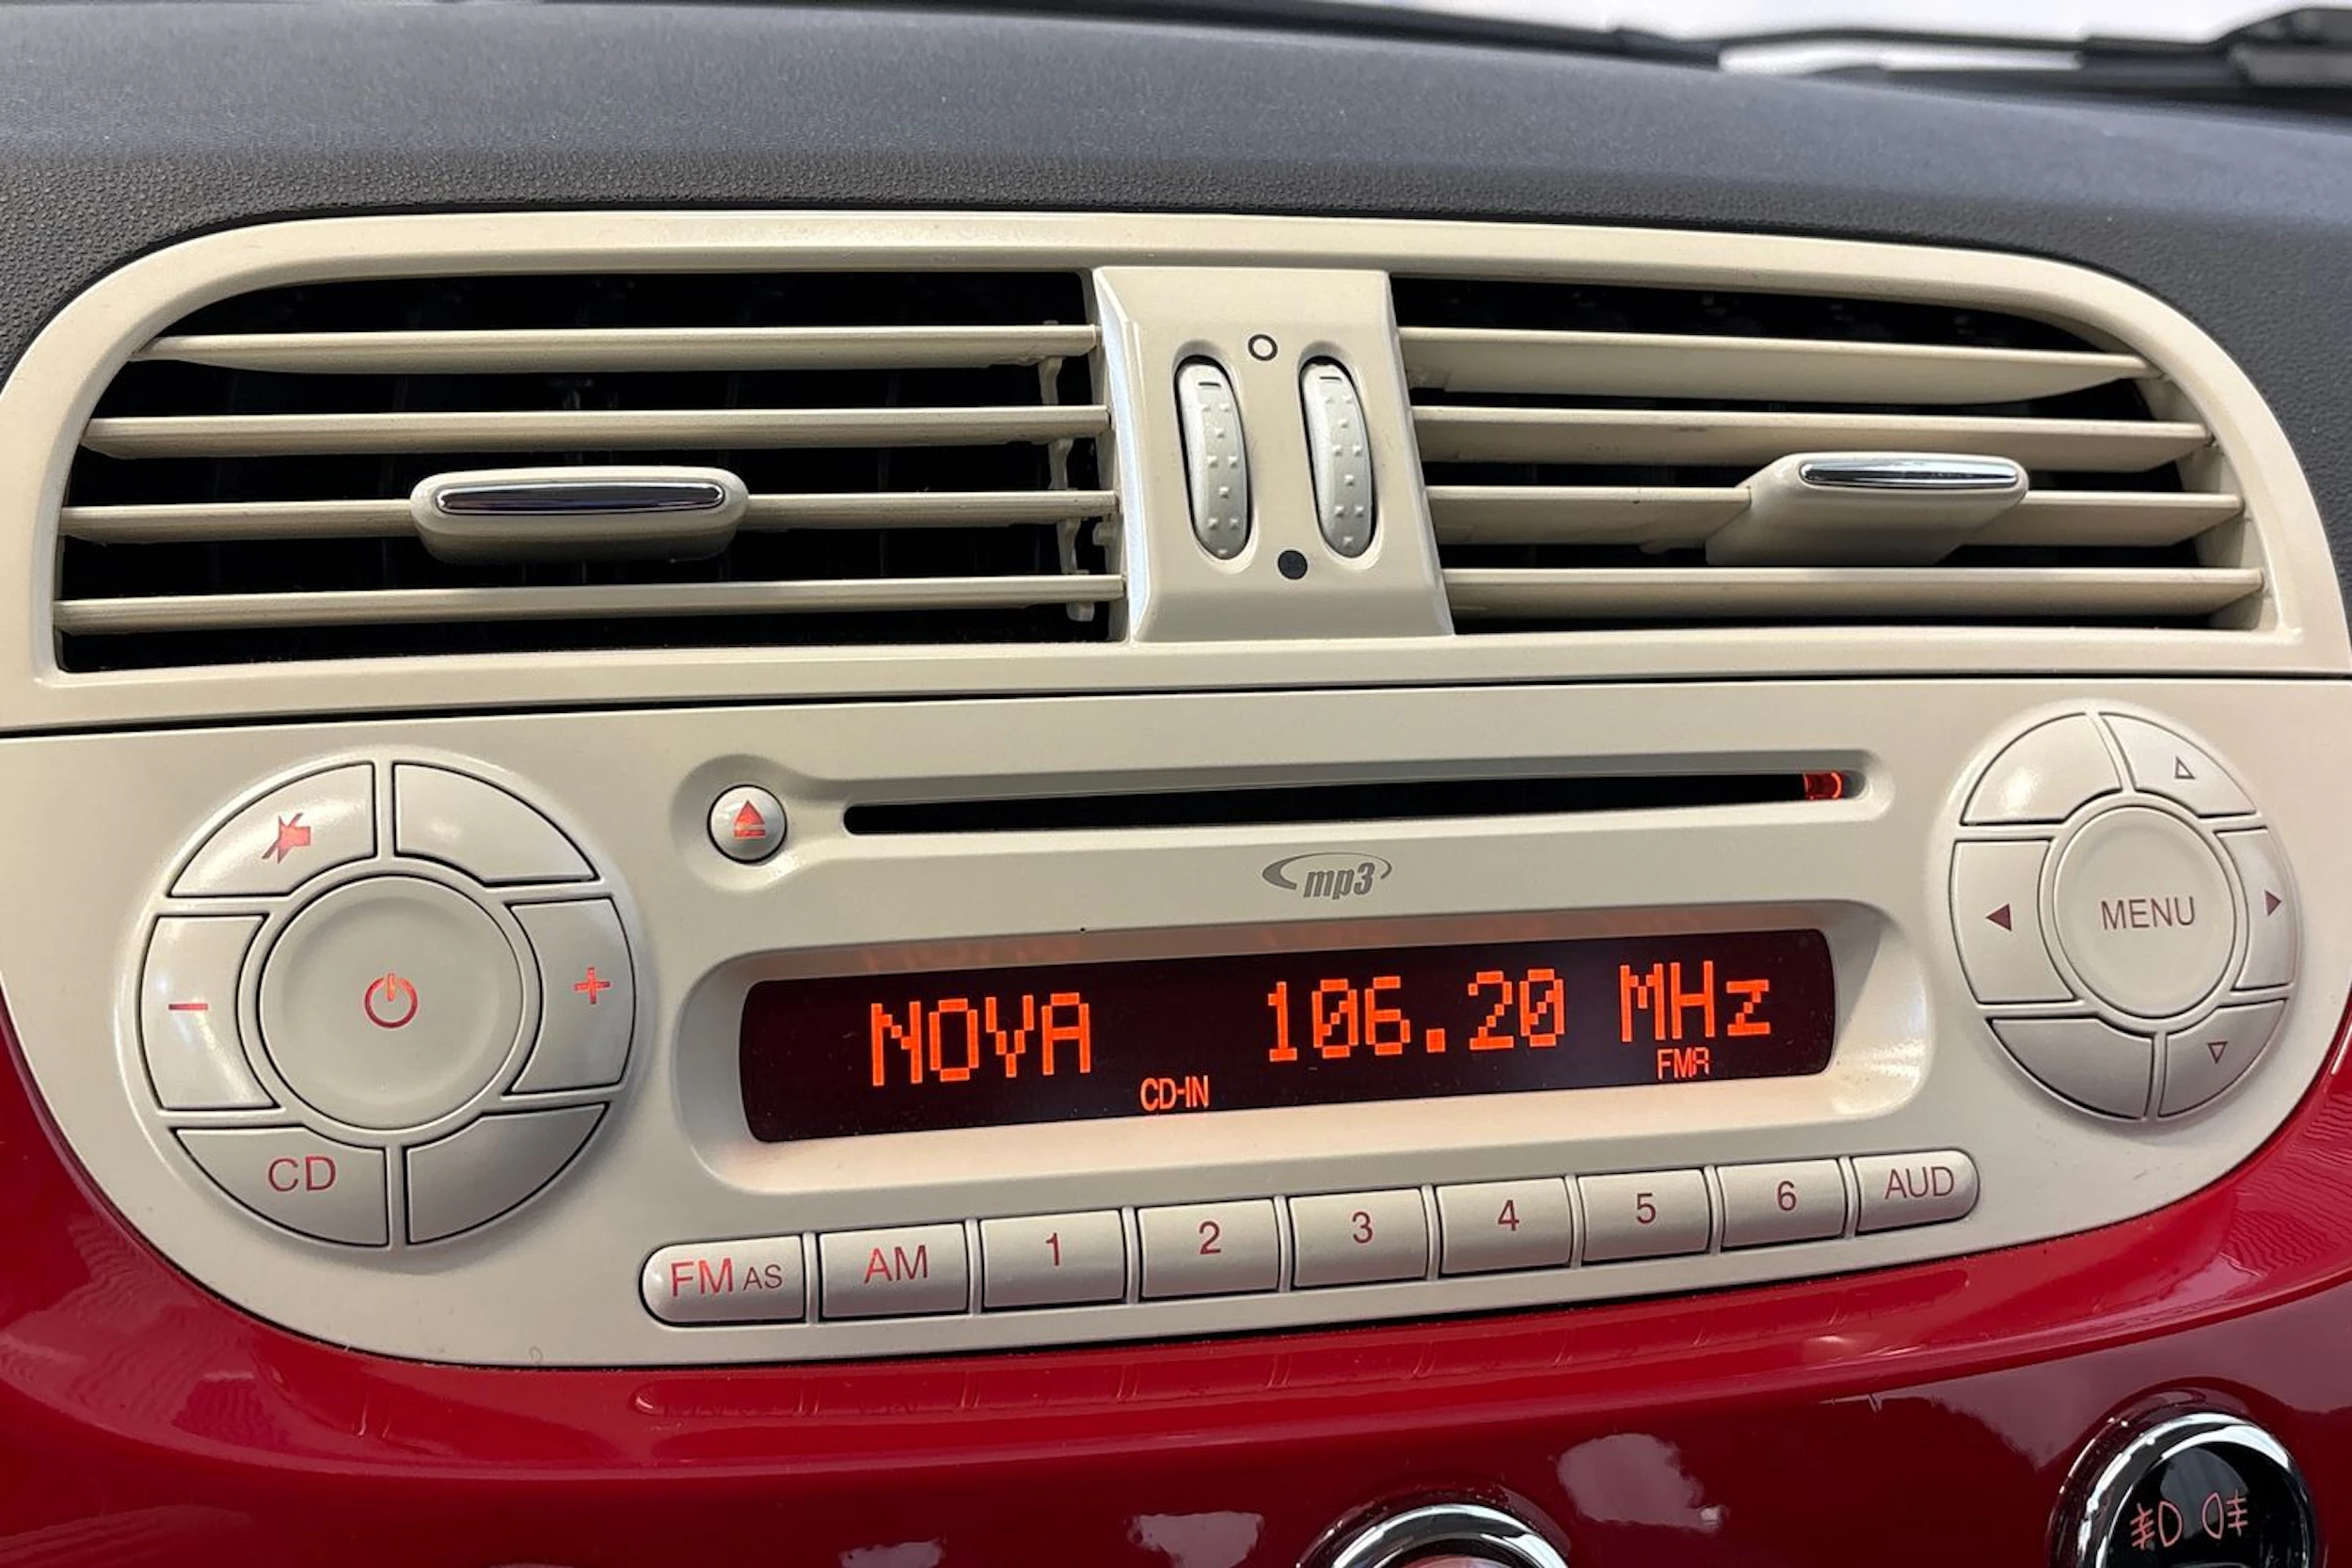 mp3
MENU
NOVA 106.20 MHz
CD-IN FMA
CD
FM AS AM 1 2 3 4 5 6 AUD